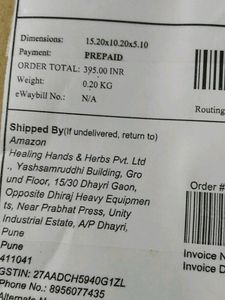 Dimensions: 15.20x10.20x5.10
Payment: PREPAID
ORDER TOTAL: 395.00 INR
Weight: 0.20 KG
eWaybill No.: N/A
Routing
Shipped By(If undelivered, return to)
Amazon
Healing Hands & Herbs Pvt. Ltd
., Yashsamruddhi Building, Gro
und Floor, 15/30 Dhayri Gaon,
Opposite Dhiraj Heavy Equipmen
ts, Near Prabhat Press, Unity
Industrial Estate, A/P Dhayri,
Pune
Pune
411041
GSTIN: 27AADCH5940G1ZL
Phone No.: 8956077435
Order #
Invoice N
Invoice D